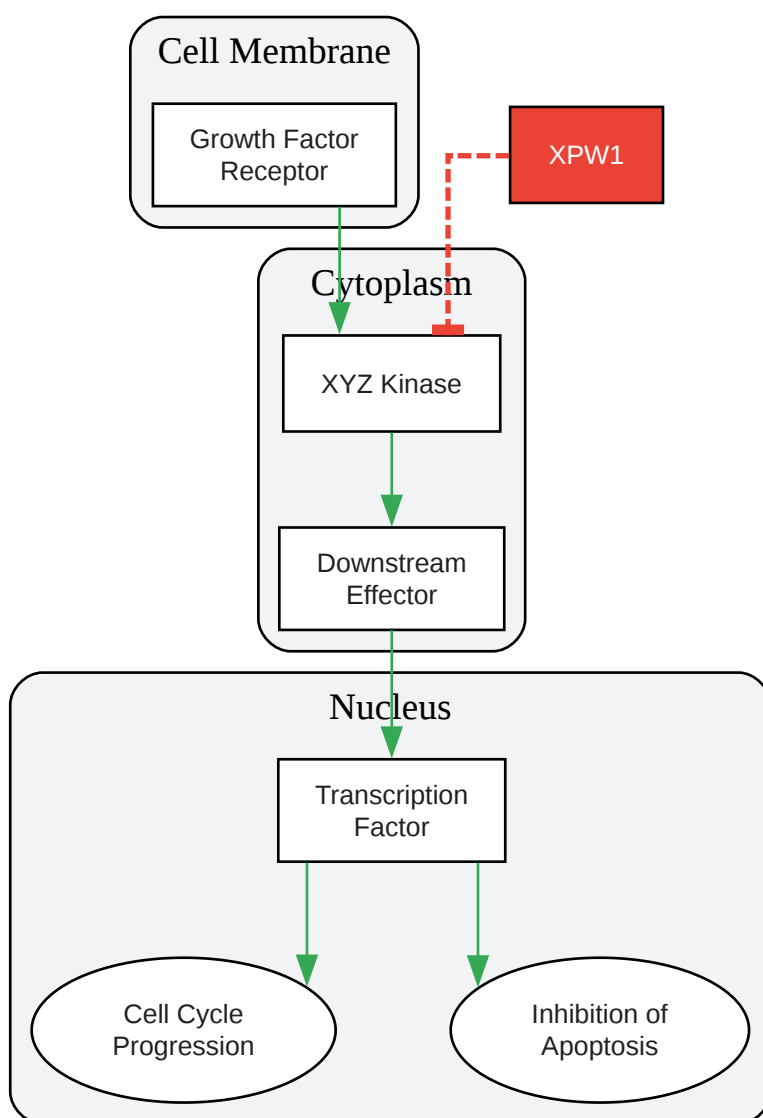 Cell Membrane
Growth Factor
Receptor
XPW1
Cytoplasm
XYZ Kinase
Downstream
Effector
Nucleus
Transcription
Factor
Cell Cycle
Progression
Inhibition of
Apoptosis